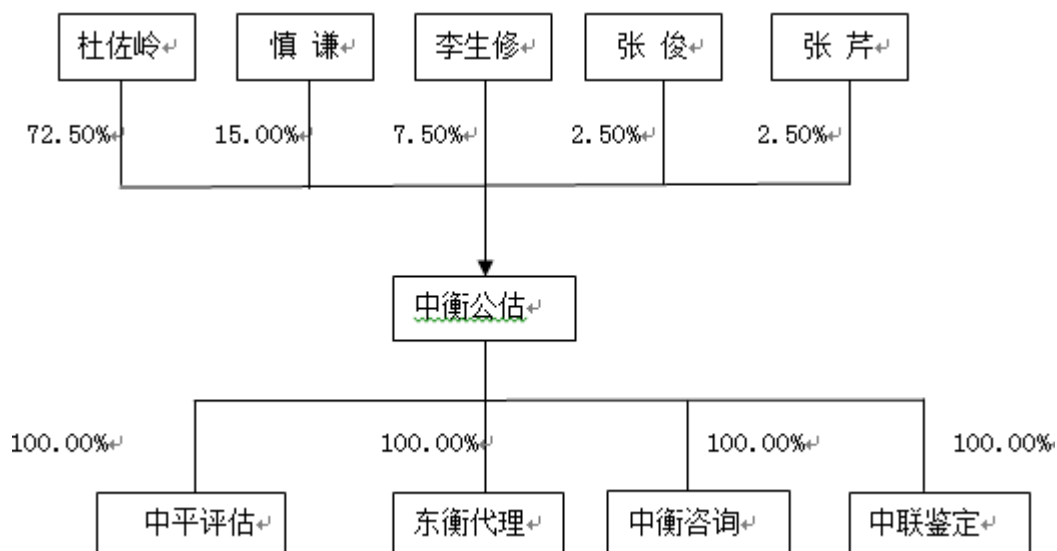 杜佐岭 慎 谦 李生修 张 俊 张 芹
72.50% 15.00% 7.50% 2.50% 2.50%
中衡公估
100.00% 100.00% 100.00% 100.00%
中平评估 东衡代理 中衡咨询 中联鉴定